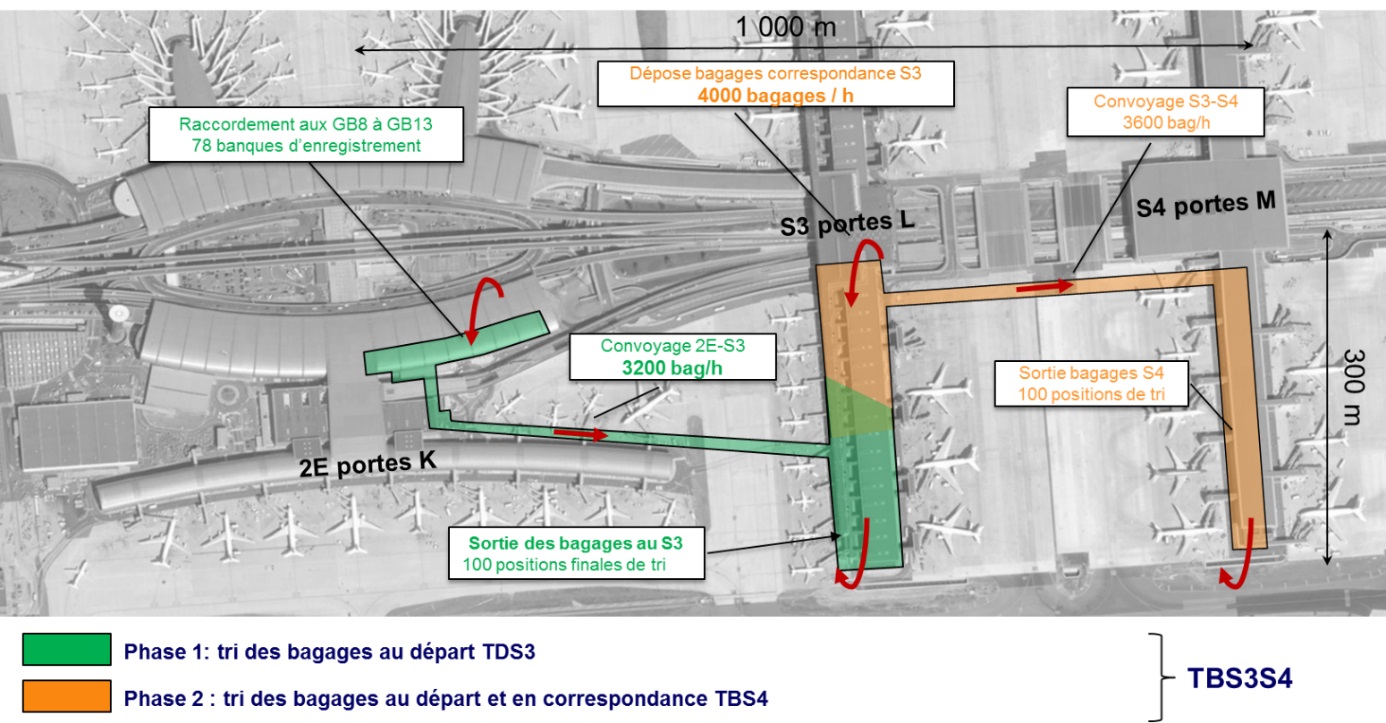 1 000 m
Dépose bagages correspondance S3
4000 bagages / h
Convoyage S3-S4
3600 bag/h
Raccordement aux GB8 à GB13
78 banques d'enregistrement
S4 portes M
S3 portes L
Convoyage 2E-S3
3200 bag/h
300 m
Sortie bagages S4
100 positions de tri
2E portes K
Sortie des bagages au S3
100 positions finales de tri
Phase 1: tri des bagages au départ TDS3
Phase 2 : tri des bagages au départ et en correspondance TBS4
TBS3S4